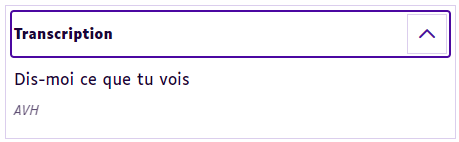 Transcription
Dis-moi ce que tu vois
AVH